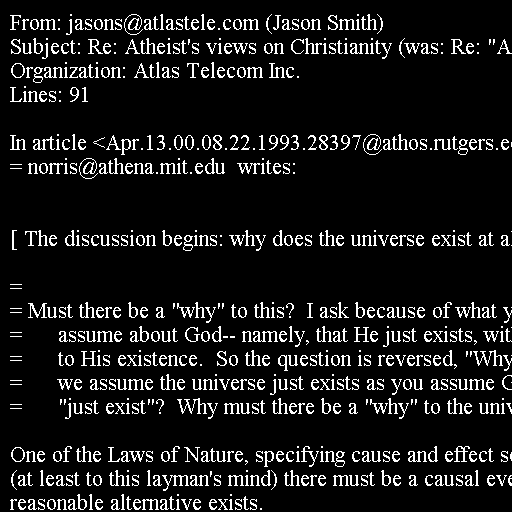 From: jasons@atlastele.com (Jason Smith)
Subject: Re: Atheist's views on Christianity (was: Re: "A
Organization: Atlas Telecom Inc.
Lines: 91
In article <Apr.13.00.08.22.1993.28397@athos.rutgers.e
= norris@athena.mit.edu  writes:
[ The discussion begins: why does the universe exist at al
=
= Must there be a "why" to this?  I ask because of what y
=      assume about God-- namely, that He just exists, wit
=      to His existence.  So the question is reversed, "Why
=      we assume the universe just exists as you assume G
=      "just exist"?  Why must there be a "why" to the univ
One of the Laws of Nature, specifying cause and effect s
(at least to this layman's mind) there must be a causal eve
reasonable alternative exists.